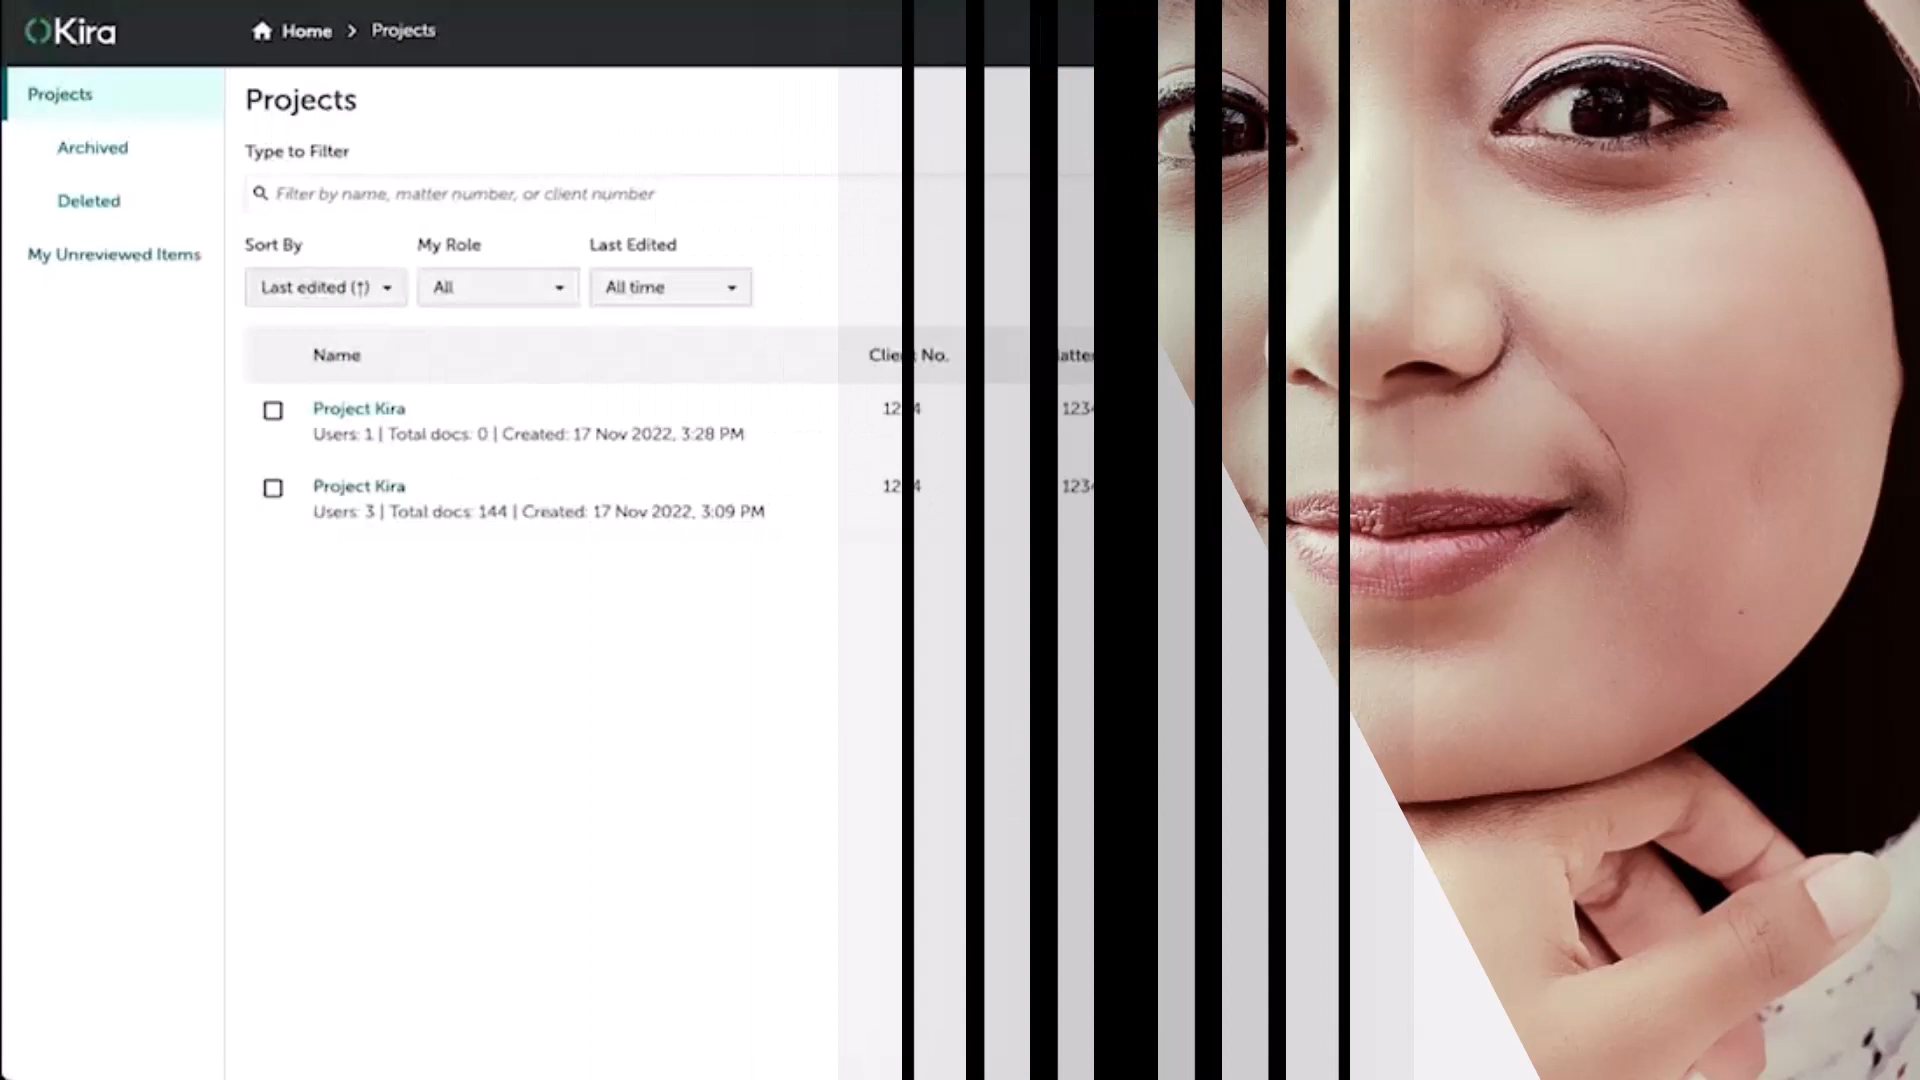 Kira
Home > Projects
Projects
Archived
Deleted
My Unreviewed Items
Projects
Type to Filter
Filter by name, matter number, or client number
Sort By My Role Last Edited
Last edited (↑) All All time
Name No.
Project Kira
Users: 1 | Total docs: 0 | Created: 17 Nov 2022, 3:28 PM
Project Kira
Users: 3 | Total docs: 144 | Created: 17 Nov 2022, 3:09 PM